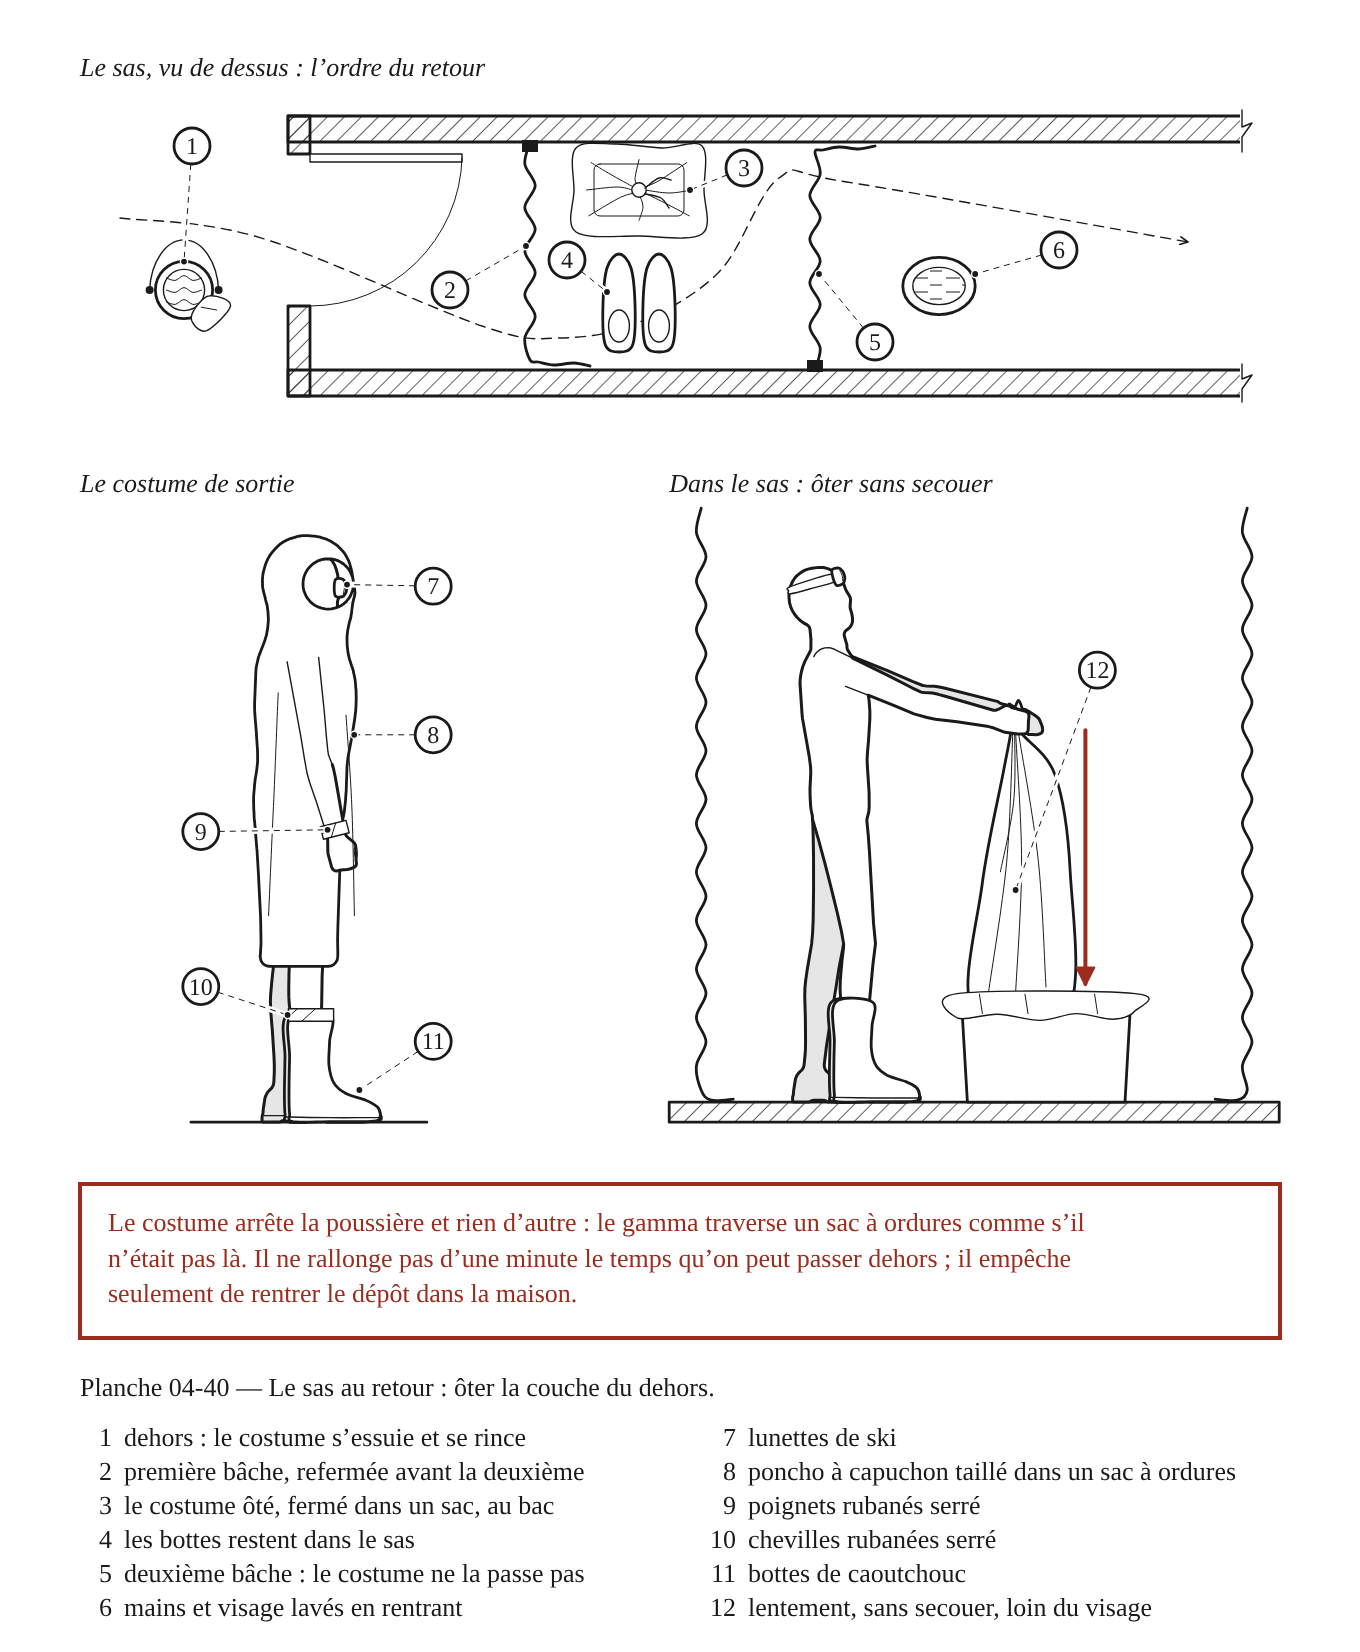 Le sas, vu de dessus : l’ordre du retour
1
3
4
6
2
5
Le costume de sortie
Dans le sas : ôter sans secouer
7
12
8
9
10
11
Le costume arrête la poussière et rien d’autre : le gamma traverse un sac à ordures comme s’il
n’était pas là. Il ne rallonge pas d’une minute le temps qu’on peut passer dehors ; il empêche
seulement de rentrer le dépôt dans la maison.
Planche 04-40 — Le sas au retour : ôter la couche du dehors.
1 dehors : le costume s’essuie et se rince
2 première bâche, refermée avant la deuxième
3 le costume ôté, fermé dans un sac, au bac
4 les bottes restent dans le sas
5 deuxième bâche : le costume ne la passe pas
6 mains et visage lavés en rentrant
7 lunettes de ski
8 poncho à capuchon taillé dans un sac à ordures
9 poignets rubanés serré
10 chevilles rubanées serré
11 bottes de caoutchouc
12 lentement, sans secouer, loin du visage